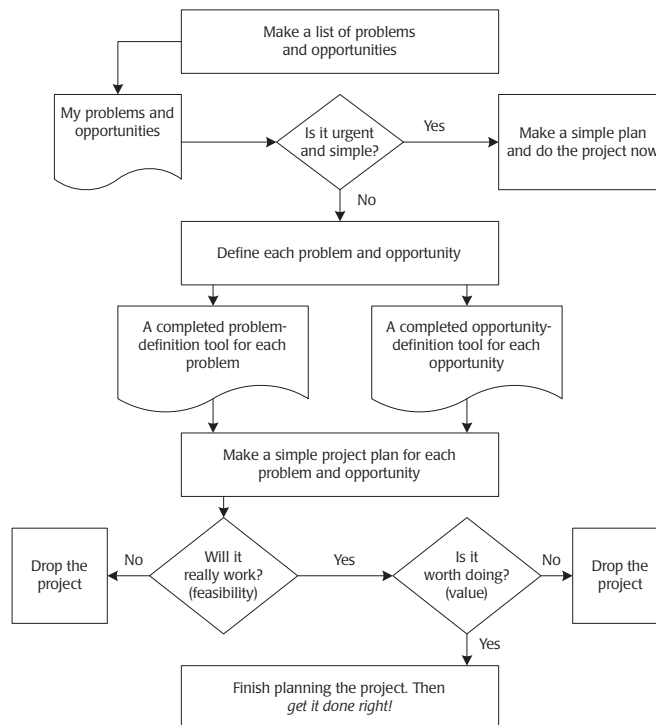 Make a list of problems
and opportunities
My problems and
opportunities
Is it urgent
and simple?
Yes
Make a simple plan
and do the project now
No
Define each problem and opportunity
A completed problem-
definition tool for each
problem
A completed opportunity-
definition tool for each
opportunity
Make a simple project plan for each
problem and opportunity
Drop the
project
No
Will it
really work?
(feasibility)
Yes
Is it
worth doing?
(value)
No
Drop the
project
Yes
Finish planning the project. Then
get it done right!